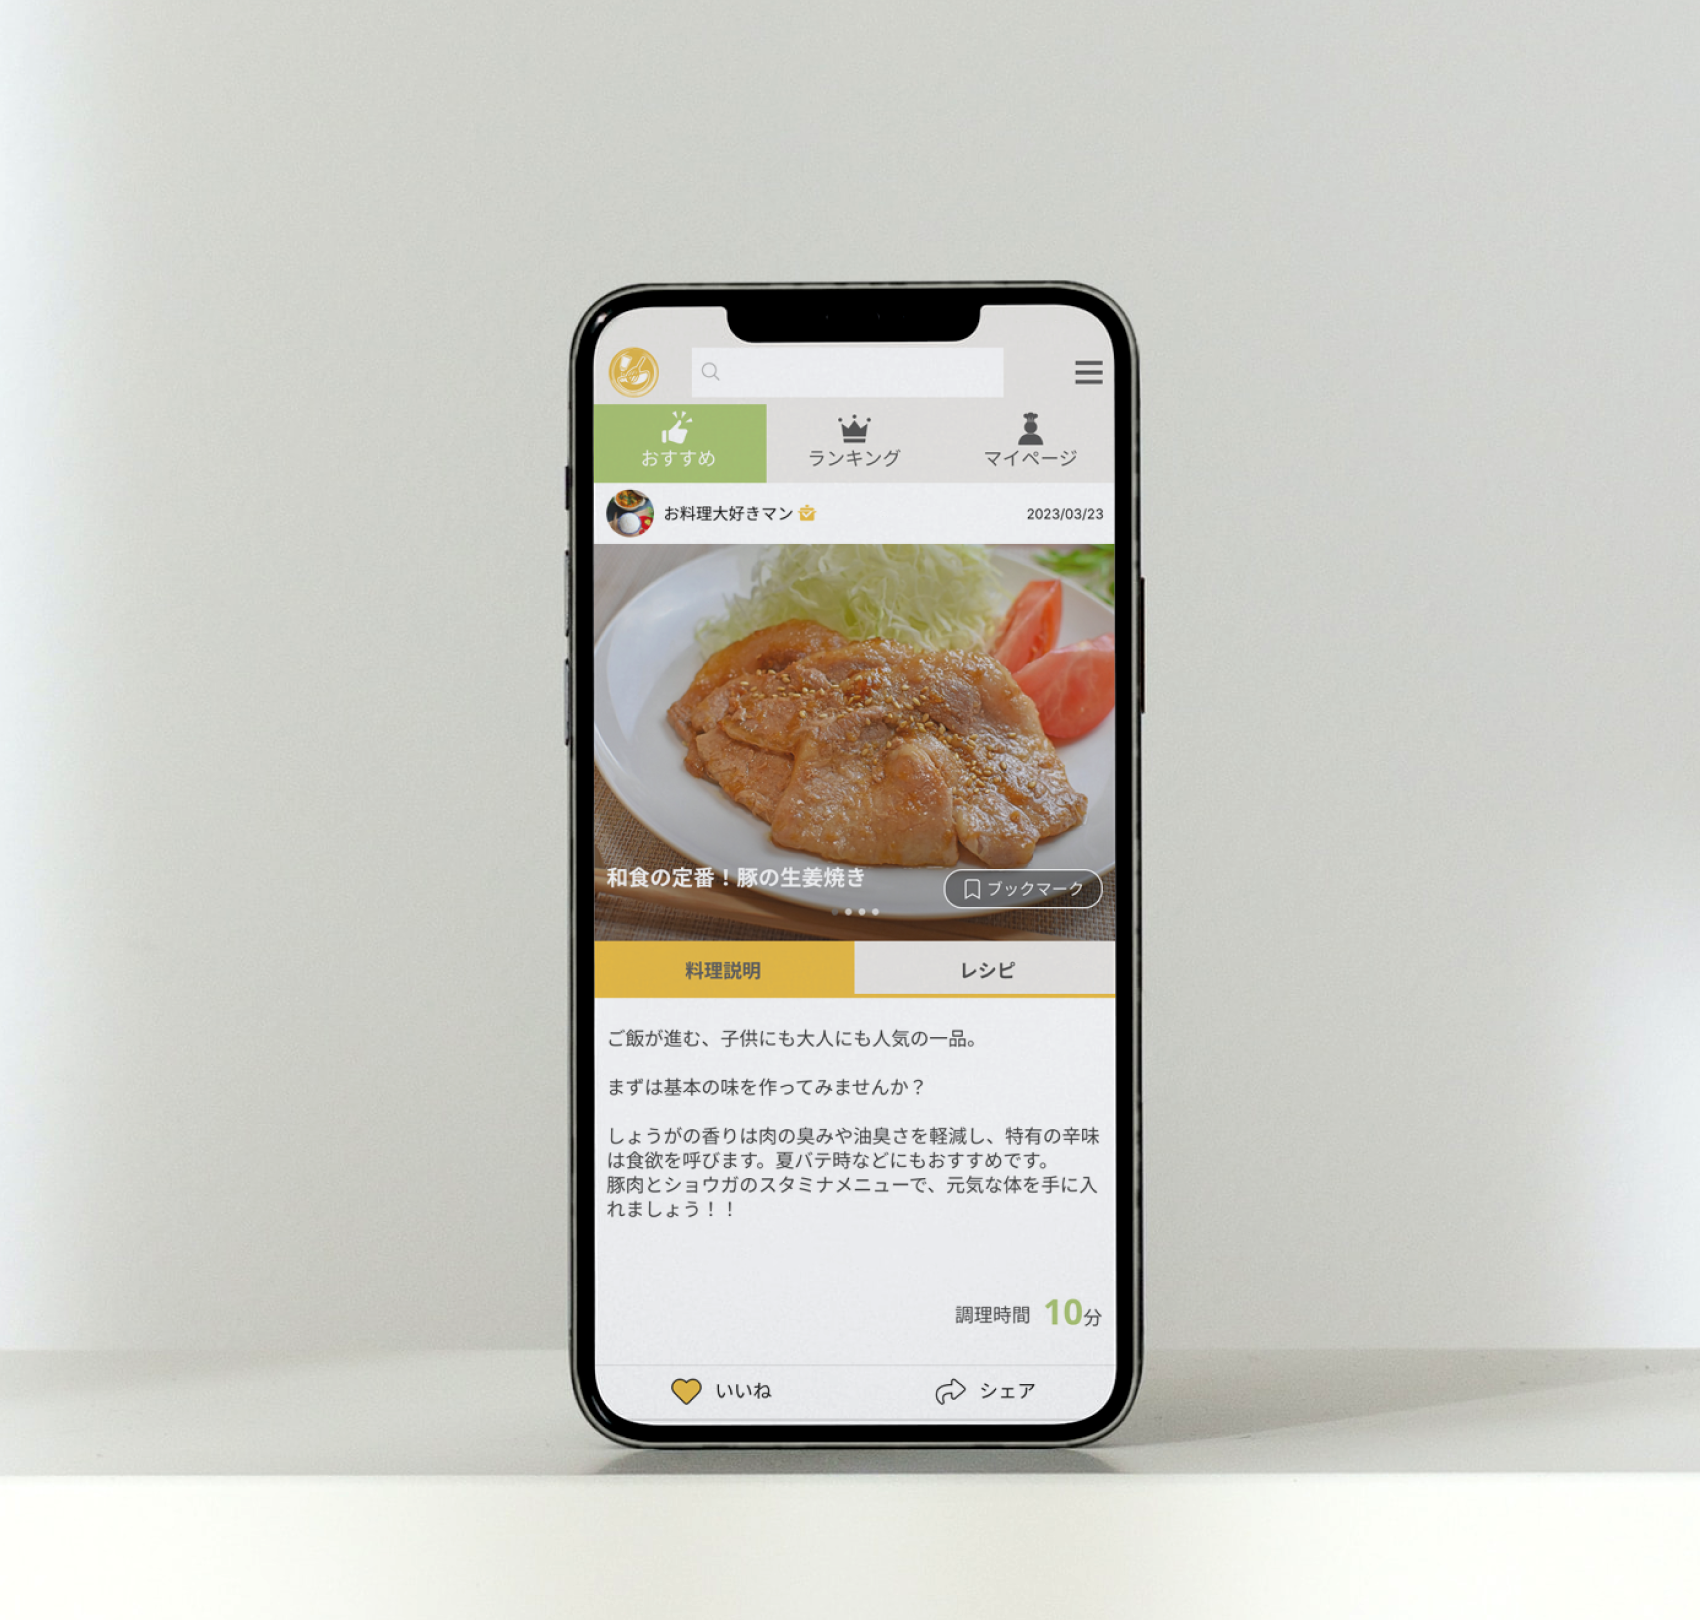 おすすめ
ランキング
マイページ
お料理大好きマン
2023/03/23
和食の定番！豚の生姜焼き
ブックマーク
料理説明
レシピ
ご飯が進む、子供にも大人にも人気の一品。
まずは基本の味を作ってみませんか？
しょうがの香りは肉の臭みや油臭さを軽減し、特有の辛味
は食欲を呼びます。夏バテ時などにもおすすめです。
豚肉とショウガのスタミナメニューで、元気な体を手に入
れましょう！！
調理時間 10分
いいね
シェア